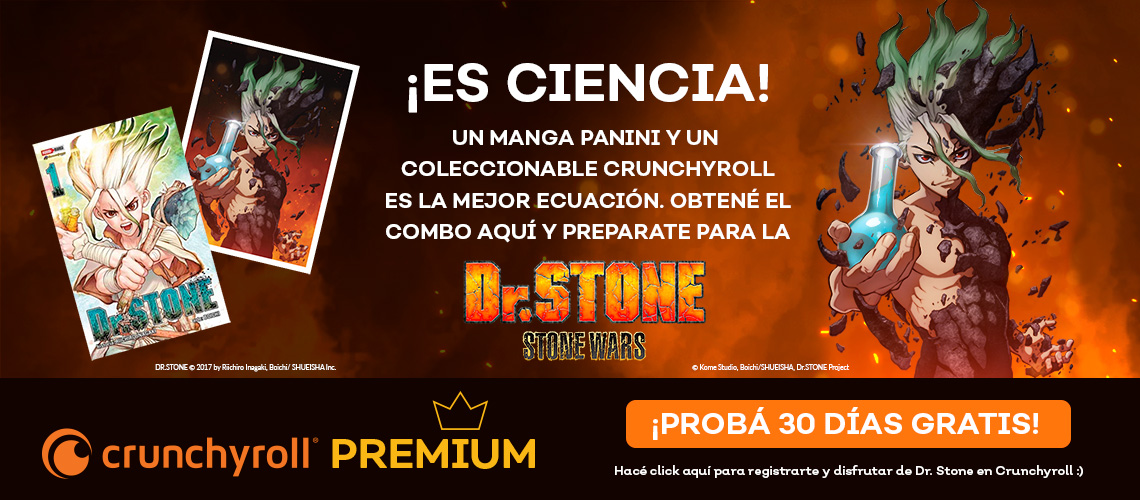 ¡ES CIENCIA!
UN MANGA PANINI Y UN
COLECCIONABLE CRUNCHYROLL
ES LA MEJOR ECUACIÓN. OBTENÉ EL
COMBO AQUÍ Y PREPARATE PARA LA
Dr.STONE
STONE WARS
1
Dr.STONE
DR.STONE © 2017 by Riichiro Inagaki, Boichi/ SHUEISHA Inc.
© Kome Studio, Boichi/SHUEISHA, Dr.STONE Project
crunchyroll® PREMIUM
¡PROBÁ 30 DÍAS GRATIS!
Hacé click aquí para registrarte y disfrutar de Dr. Stone en Crunchyroll :)